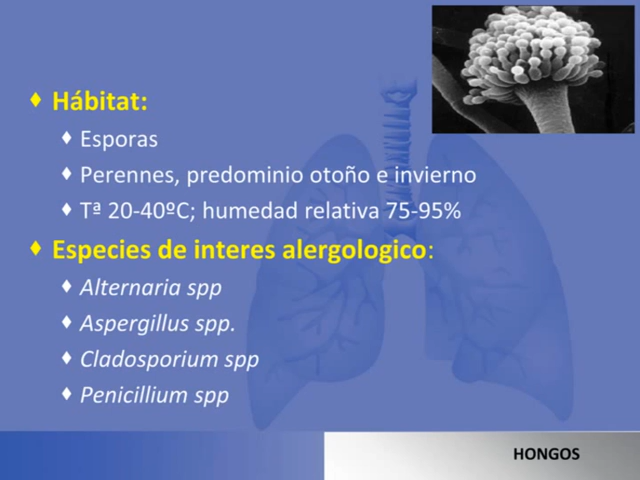 Hábitat:
Esporas
Perennes, predominio otoño e invierno
Tª 20-40ºC; humedad relativa 75-95%
Especies de interes alergologico:
Alternaria spp
Aspergillus spp.
Cladosporium spp
Penicillium spp
HONGOS